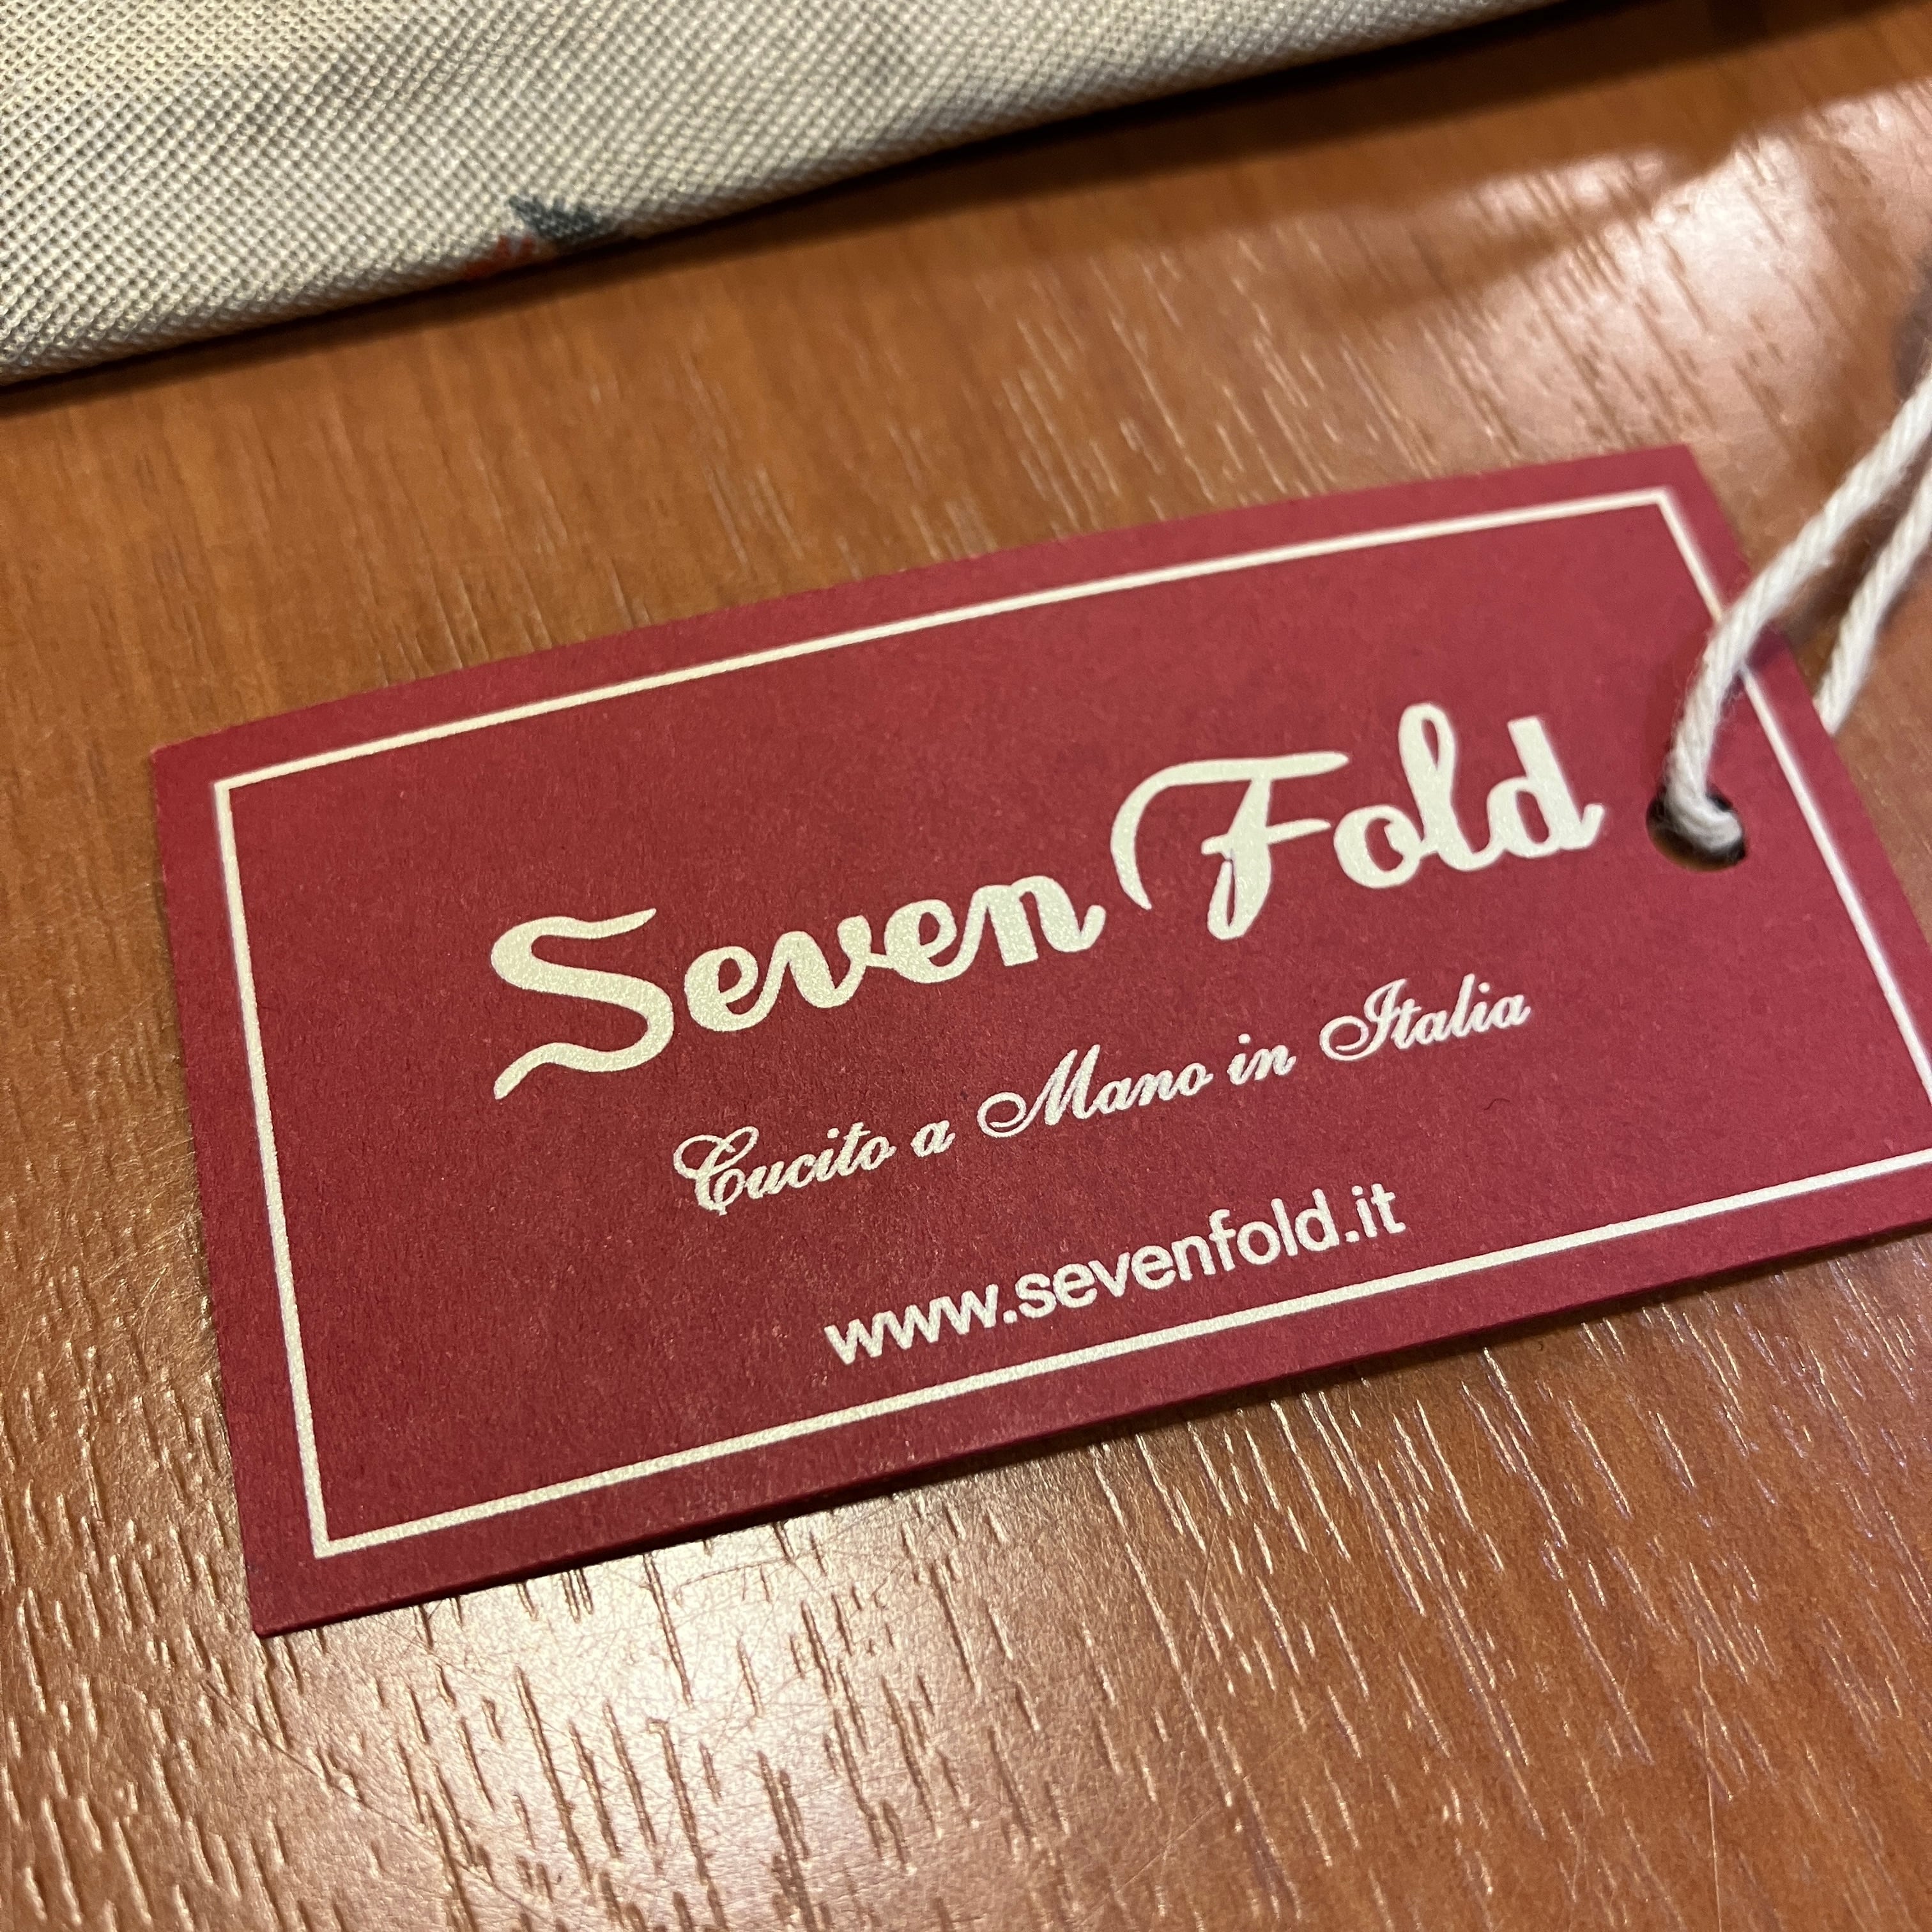 Seven Fold
Cucito a Mano in Italia
www.sevenfold.it